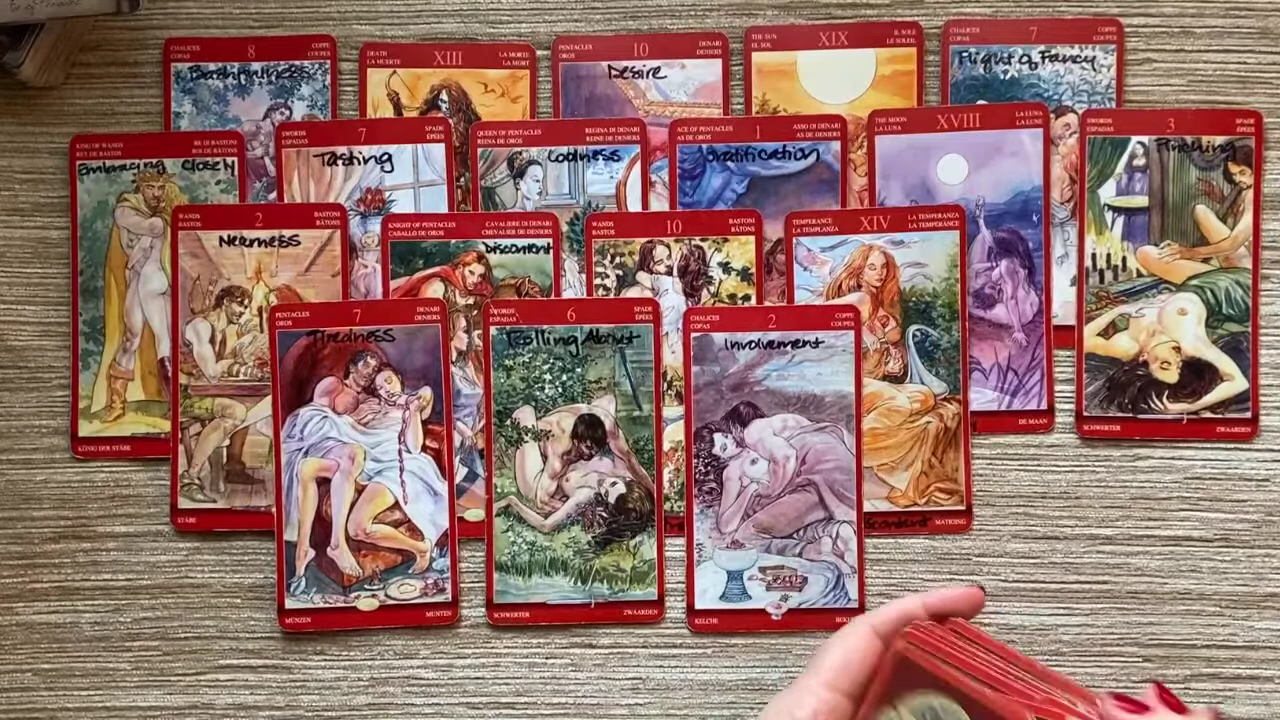 CHALICES 8 COPPE
COPAS COUPES
Bashfulness
DEATH XIII LA MORTE
LA MUERTE LA MORT
PENTACLES 10 DENARI
OROS DENIERS
Desire
THE SUN XIX IL SOLE
EL SOL LE SOLEIL
CHALICES 7 COPPE
COPAS COUPES
Flight of Fancy
KING OF WANDS RE DI BASTONI
REY DE BASTOS ROI DE BÂTONS
Embracing Closely
KÖNIG DER STÄBE
SWORDS 7 SPADE
ESPADAS ÉPÉES
Tasting
QUEEN OF PENTACLES REGINA DI DENARI
REINA DE OROS REINE DE DENIERS
Coolness
ACE OF PENTACLES 1 ASSO DI DENARI
AS DE OROS AS DE DENIERS
Gratification
THE MOON XVIII LA LUNA
LA LUNA LA LUNE
DE MAAN
SWORDS 3 SPADE
ESPADAS ÉPÉES
Pinching
SCHWERTER ZWAARDEN
WANDS 2 BASTONI
BASTOS BÂTONS
Nearness
STÄBE
KNIGHT OF PENTACLES CAVALIERE DI DENARI
CABALLO DE OROS CHEVALIER DE DENIERS
Discontent
WANDS 10 BASTONI
BASTOS BÂTONS
TEMPERANCE XIV LA TEMPERANZA
LA TEMPLANZA LA TEMPÉRANCE
MATIGING
PENTACLES 7 DENARI
OROS DENIERS
Tiredness
MÜNZEN MUNTEN
SWORDS 6 SPADE
ESPADAS ÉPÉES
Rolling About
SCHWERTER ZWAARDEN
CHALICES 2 COPPE
COPAS COUPES
Involvement
KELCHE